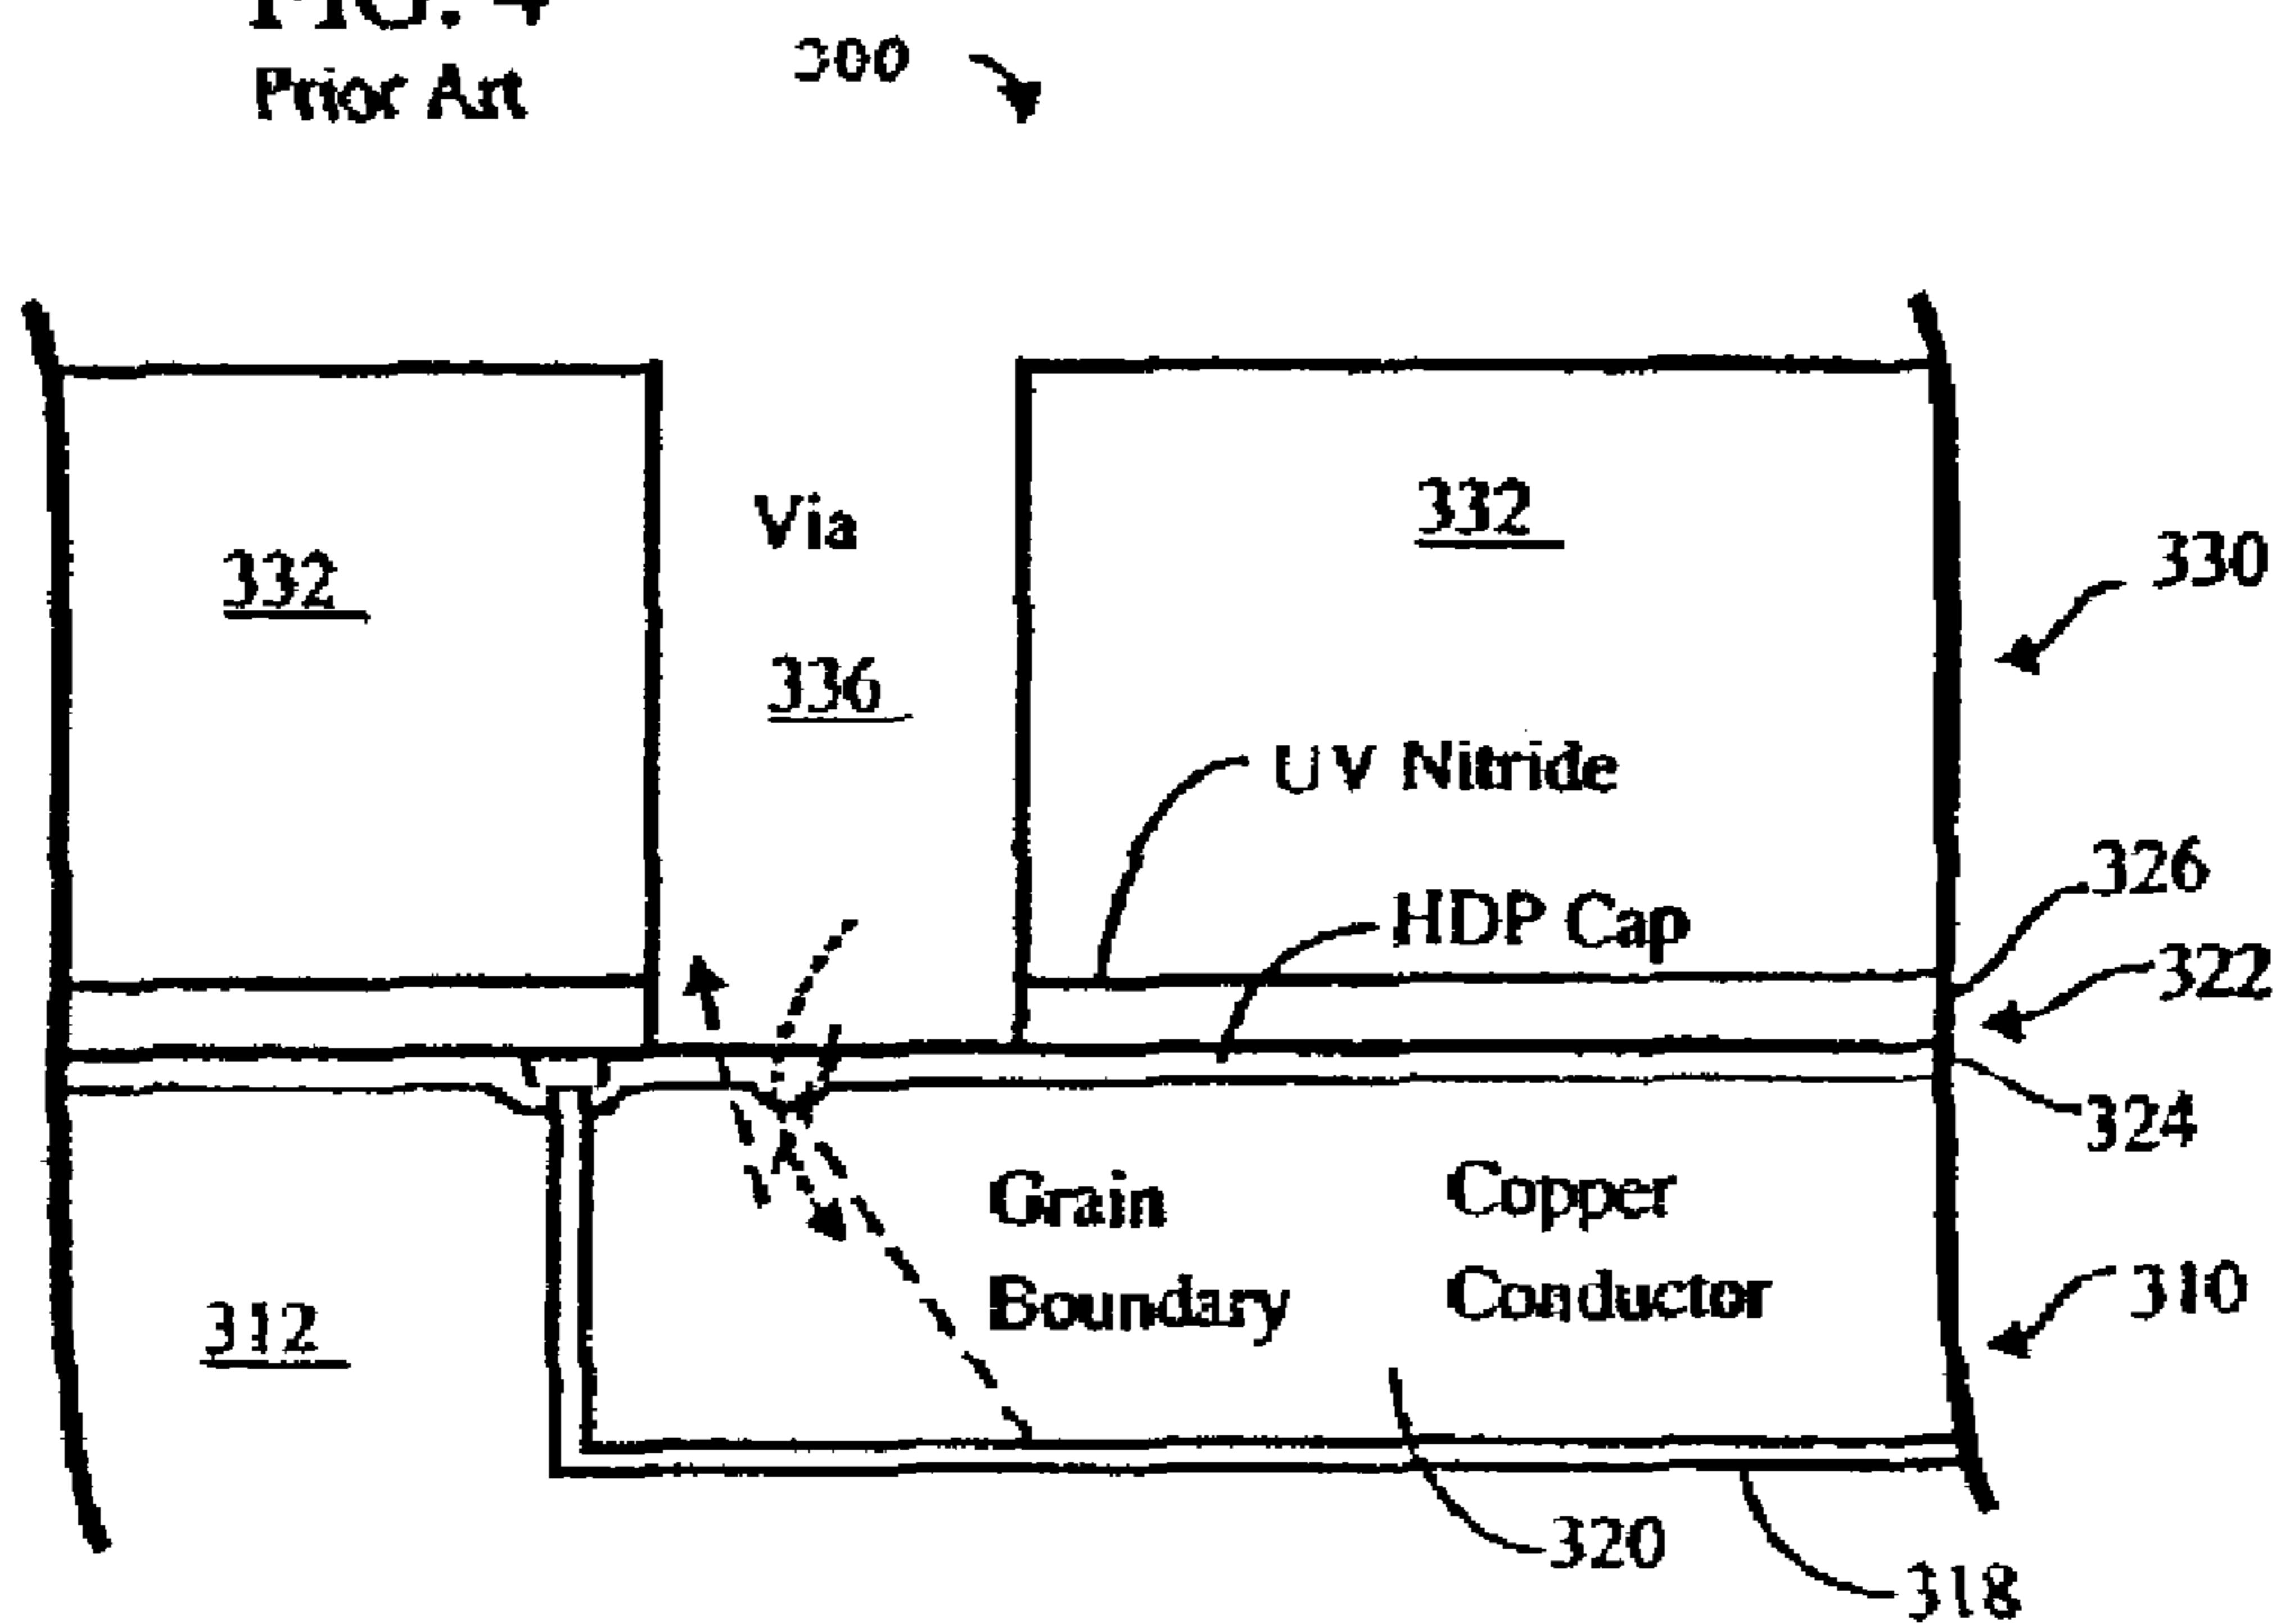 FIG. 4
Prior Art
300
332
Via
332
330
336
UV Nitride
326
HDP Cap
322
324
Grain
Boundary
Copper
Conductor
310
312
320
318